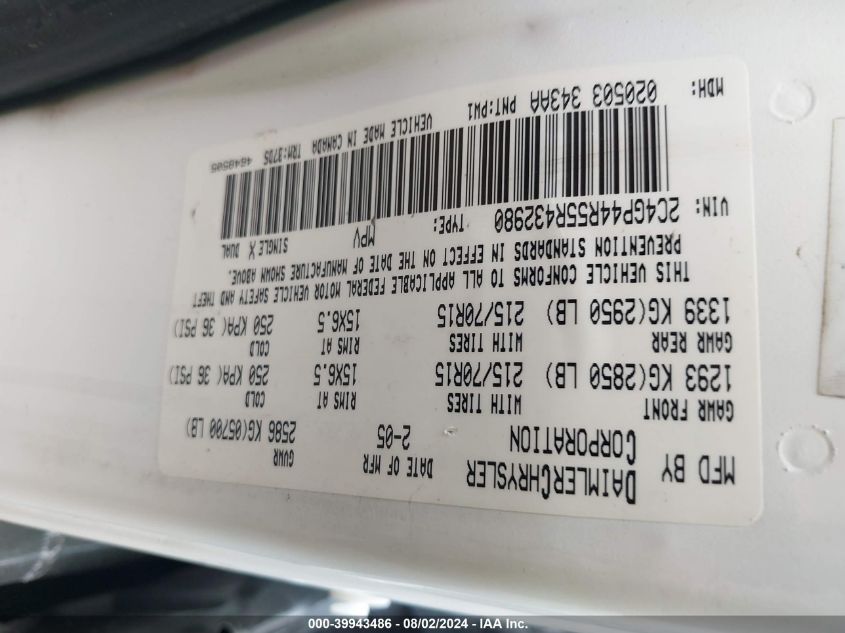 MFD BY DAIMLERCHRYSLER CORPORATION DATE OF MFR 2-05 GVWR 2586 KG(05700 LB)
GAWR FRONT WITH TIRES RIMS AT COLD
1293 KG(2850 LB) 215/70R15 15X6.5 250 KPA(36 PSI)
GAWR REAR WITH TIRES RIMS AT COLD
1339 KG(2950 LB) 215/70R15 15X6.5 250 KPA(36 PSI)
THIS VEHICLE CONFORMS TO ALL APPLICABLE FEDERAL MOTOR VEHICLE SAFETY AND THEFT
PREVENTION STANDARDS IN EFFECT ON THE DATE OF MANUFACTURE SHOWN ABOVE.
VIN: 2C4GP44R55R432980 TYPE: MPV SINGLE X DUAL
MDH: 020503 343AA PNT:PW1 VEHICLE MADE IN CANADA TRM:37DS 4648505
000-39943486 - 08/02/2024 - IAAI.COM